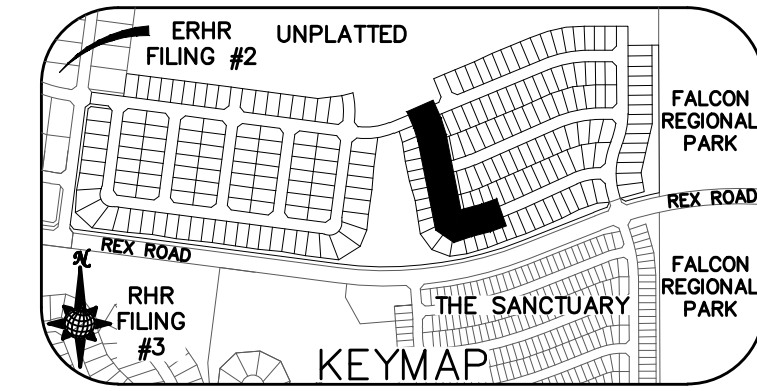 ERHR
FILING #2
UNPLATTED
FALCON
REGIONAL
PARK
REX ROAD
REX ROAD
N
RHR
FILING
#3
THE SANCTUARY
FALCON
REGIONAL
PARK
KEYMAP